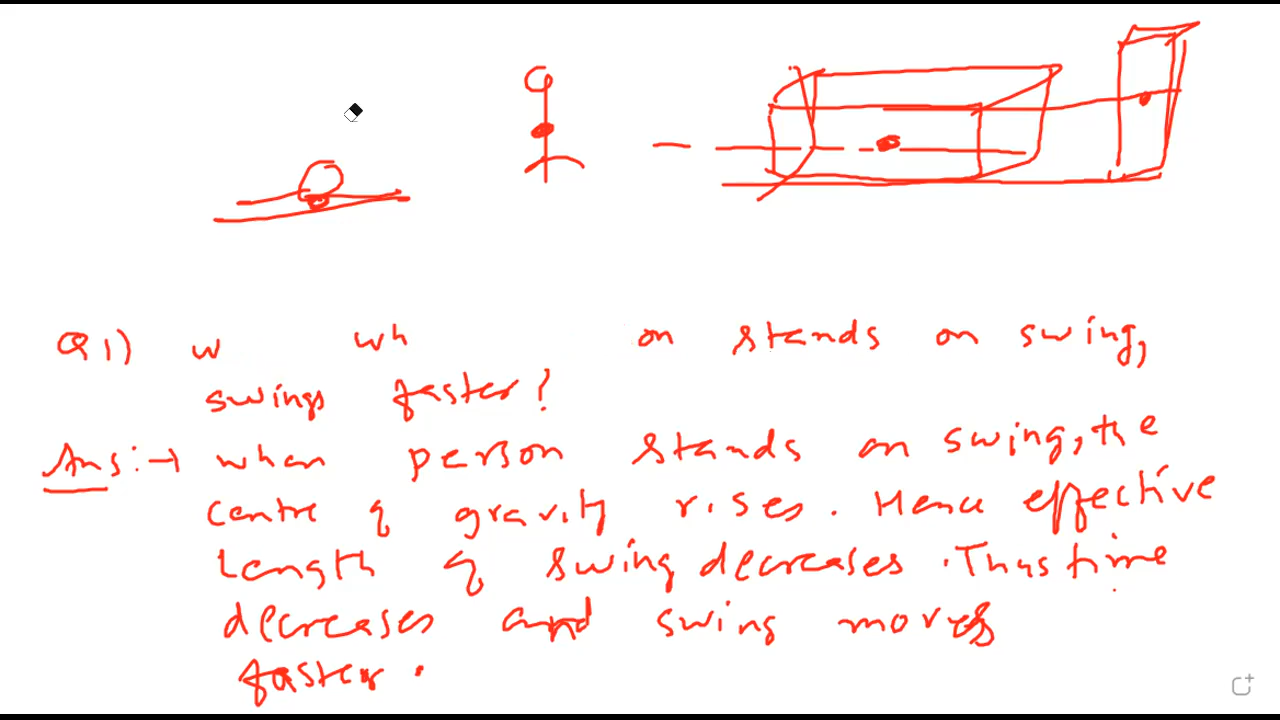 Q1) w wh on stands on swing,
swings faster?
Ans:→ when person stands on swing, the
centre of gravity rises. Hence effective
length of swing decreases. Thus time
decreases and swing moves
faster.